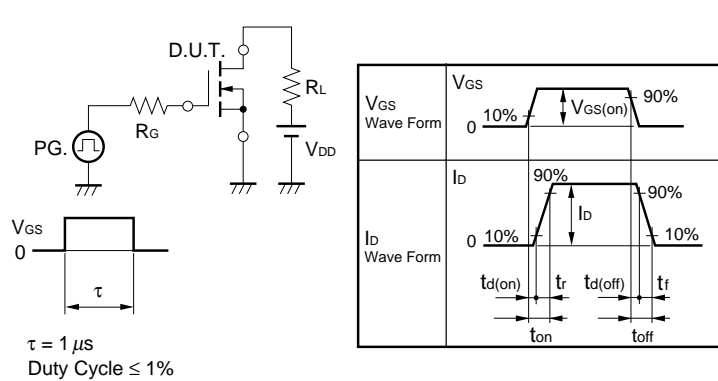 D.U.T.
RL
RG
PG.
VDD
VGS
0
τ
τ = 1 μs
Duty Cycle ≤ 1%
VGS
Wave Form
VGS
10%
0
VGS(on)
90%
ID
Wave Form
ID
90%
90%
ID
0 10%
10%
td(on) tr td(off) tf
ton toff